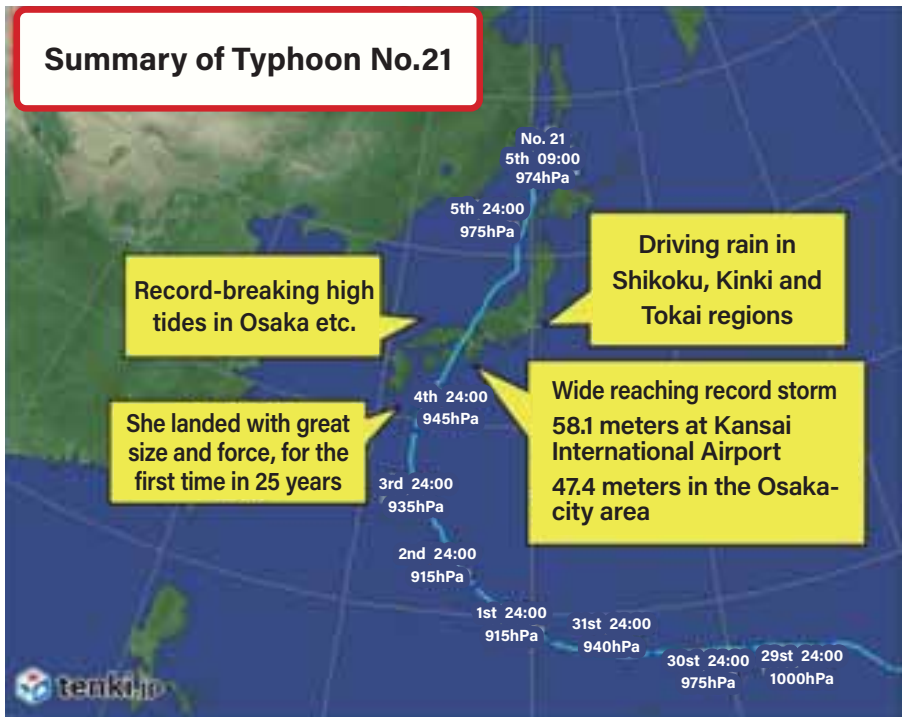 Summary of Typhoon No.21
No. 21
5th 09:00
974hPa
5th 24:00
975hPa
Driving rain in
Shikoku, Kinki and
Tokai regions
Record-breaking high
tides in Osaka etc.
4th 24:00
945hPa
Wide reaching record storm
58.1 meters at Kansai
International Airport
47.4 meters in the Osaka-
city area
She landed with great
size and force, for the
first time in 25 years
3rd 24:00
935hPa
2nd 24:00
915hPa
1st 24:00
915hPa
31st 24:00
940hPa
30st 24:00
975hPa
29st 24:00
1000hPa
tenki.jp